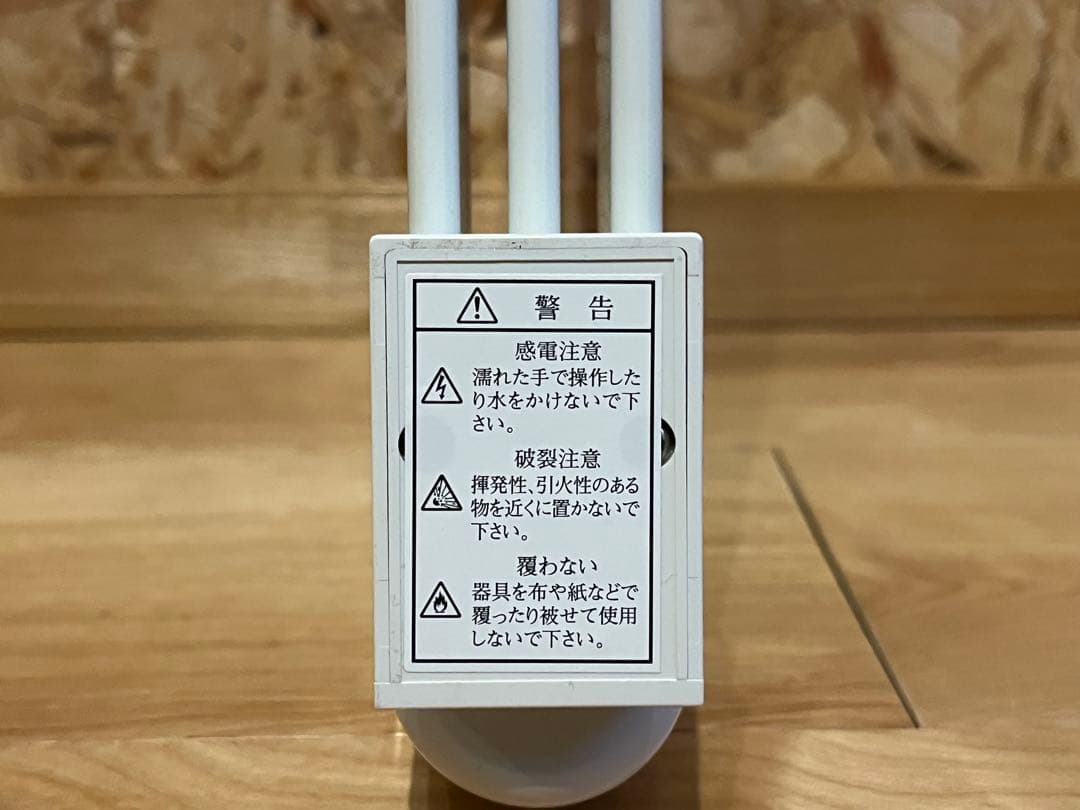 警告
感電注意
濡れた手で操作した
り水をかけないで下
さい。
破裂注意
揮発性、引火性のある
物を近くに置かないで
下さい。
覆わない
器具を布や紙などで
覆ったり被せて使用
しないで下さい。